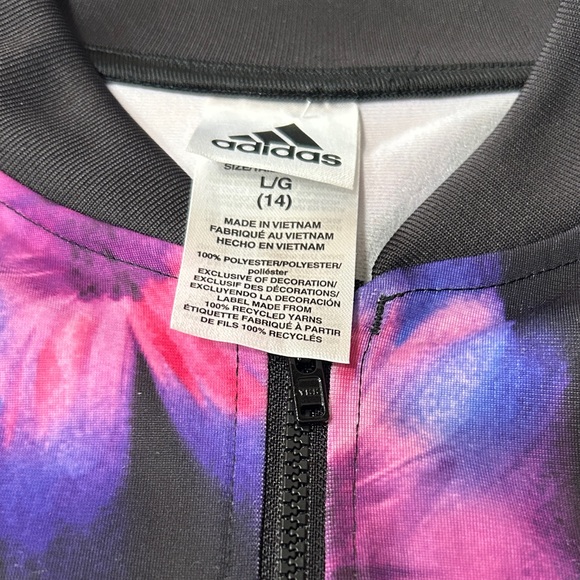 adidas
L/G
(14)
MADE IN VIETNAM
FABRIQUÉ AU VIETNAM
HECHO EN VIETNAM
100% POLYESTER/POLYESTER/
poliéster
EXCLUSIVE OF DECORATION/
EXCLUSIF DES DÉCORATIONS/
EXCLUYENDO LA DECORACIÓN
LABEL MADE FROM
100% RECYCLED YARNS
ÉTIQUETTE FABRIQUÉ À PARTIR
DE FILS 100% RECYCLÉS
YKK